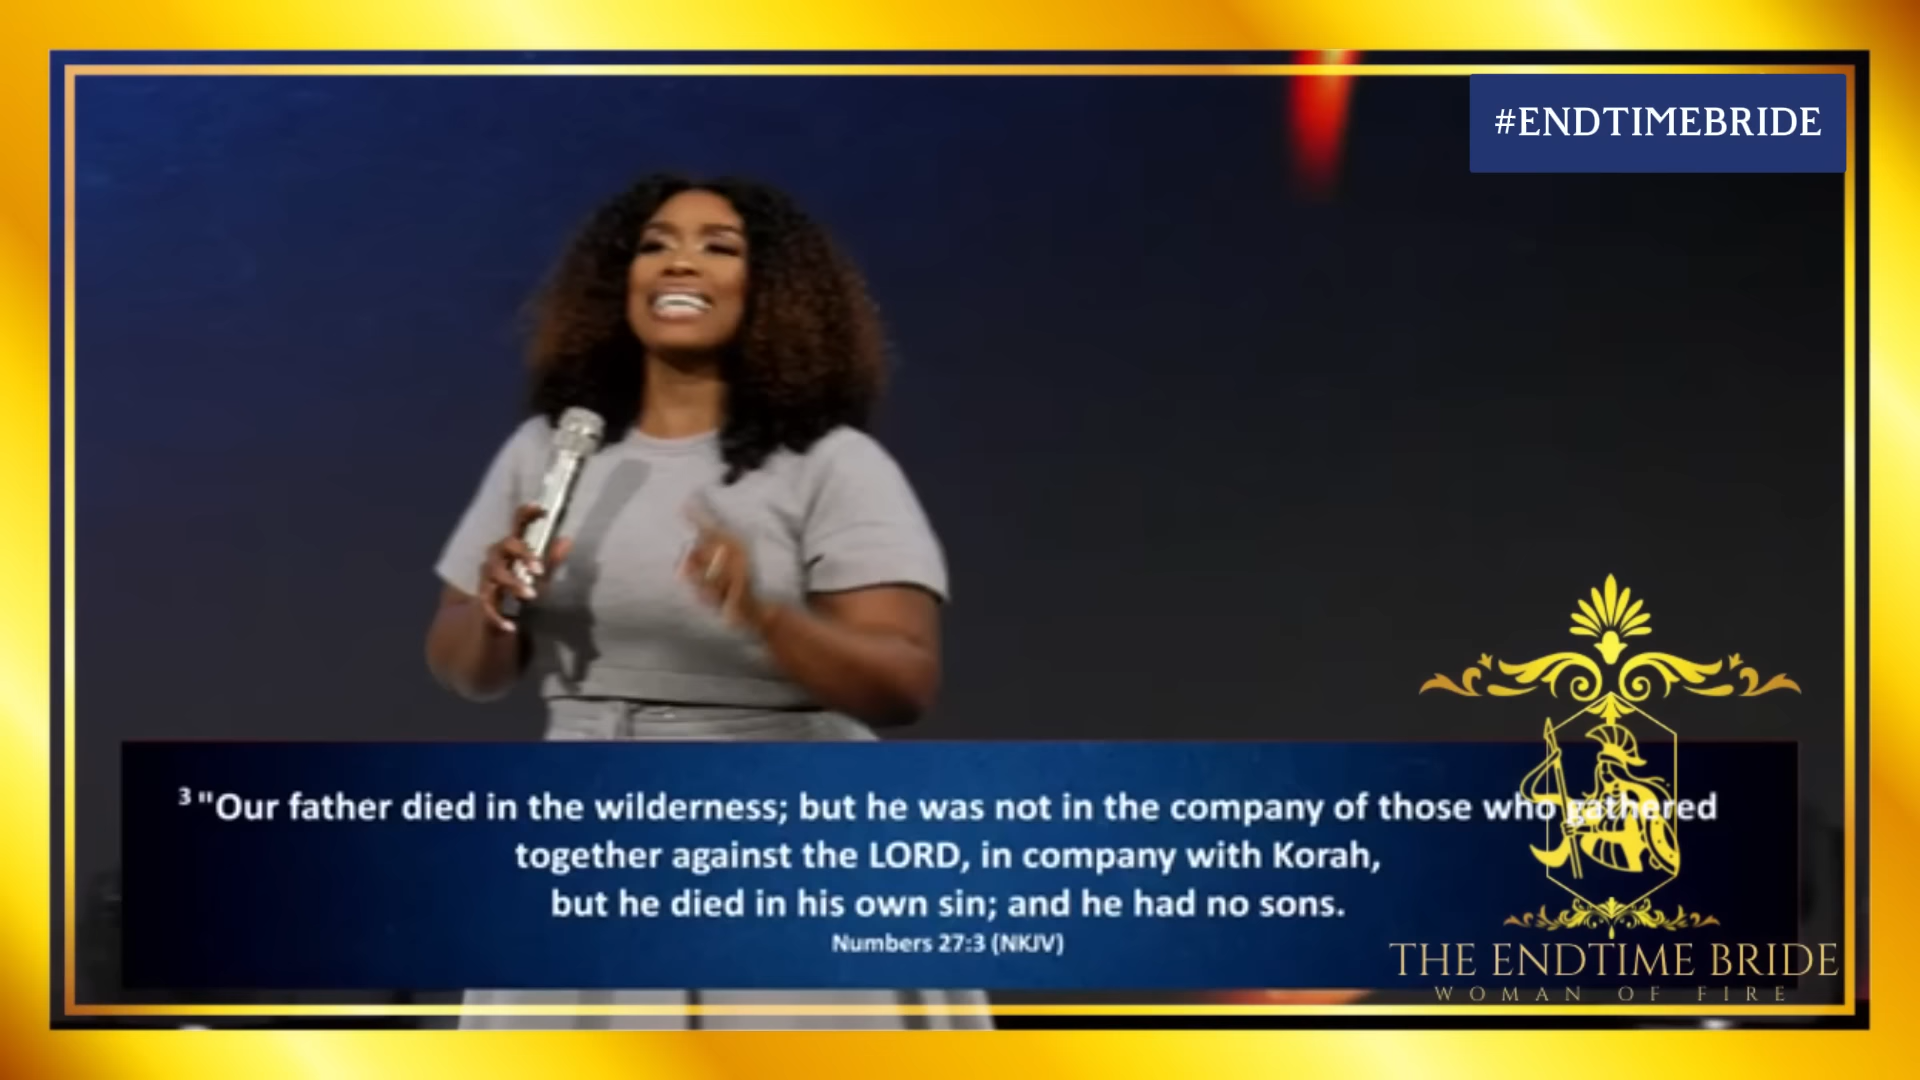 #ENDTIMEBRIDE
3 "Our father died in the wilderness; but he was not in the company of those who gathered
together against the LORD, in company with Korah,
but he died in his own sin; and he had no sons.
Numbers 27:3 (NKJV)
THE ENDTIME BRIDE
WOMAN OF FIRE